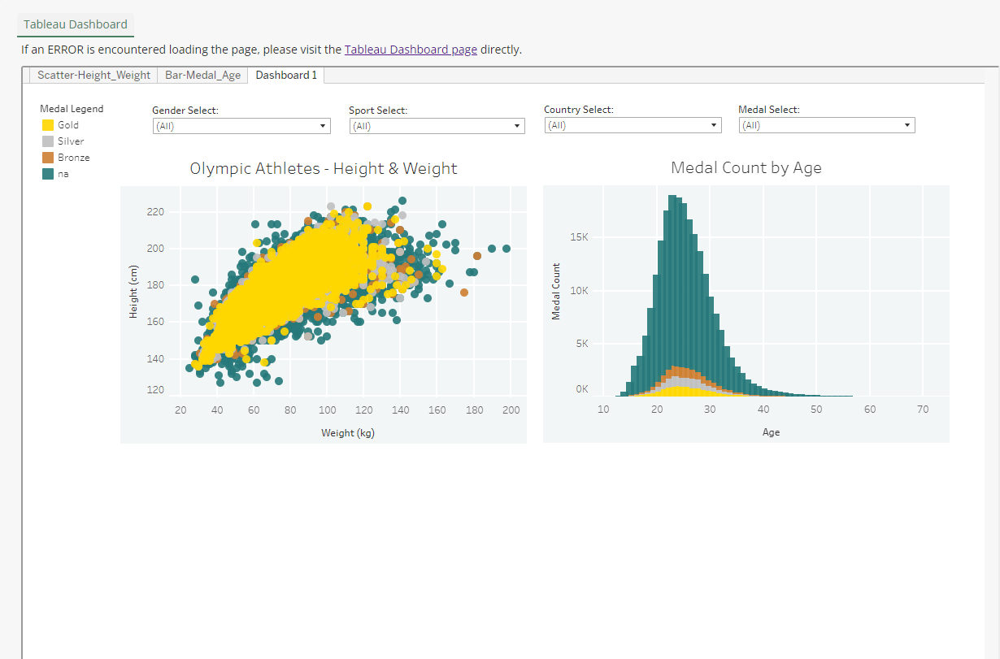 Tableau Dashboard
If an ERROR is encountered loading the page, please visit the Tableau Dashboard page directly.
Scatter-Height_Weight Bar-Medal_Age Dashboard 1
Medal Legend
Gold
Silver
Bronze
na
Gender Select:
(All)
Sport Select:
(All)
Country Select:
(All)
Medal Select:
(All)
Olympic Athletes - Height & Weight
Height (cm)
220
200
180
160
140
120
20 40 60 80 100 120 140 160 180 200
Weight (kg)
Medal Count by Age
Medal Count
15K
10K
5K
0K
10 20 30 40 50 60 70
Age